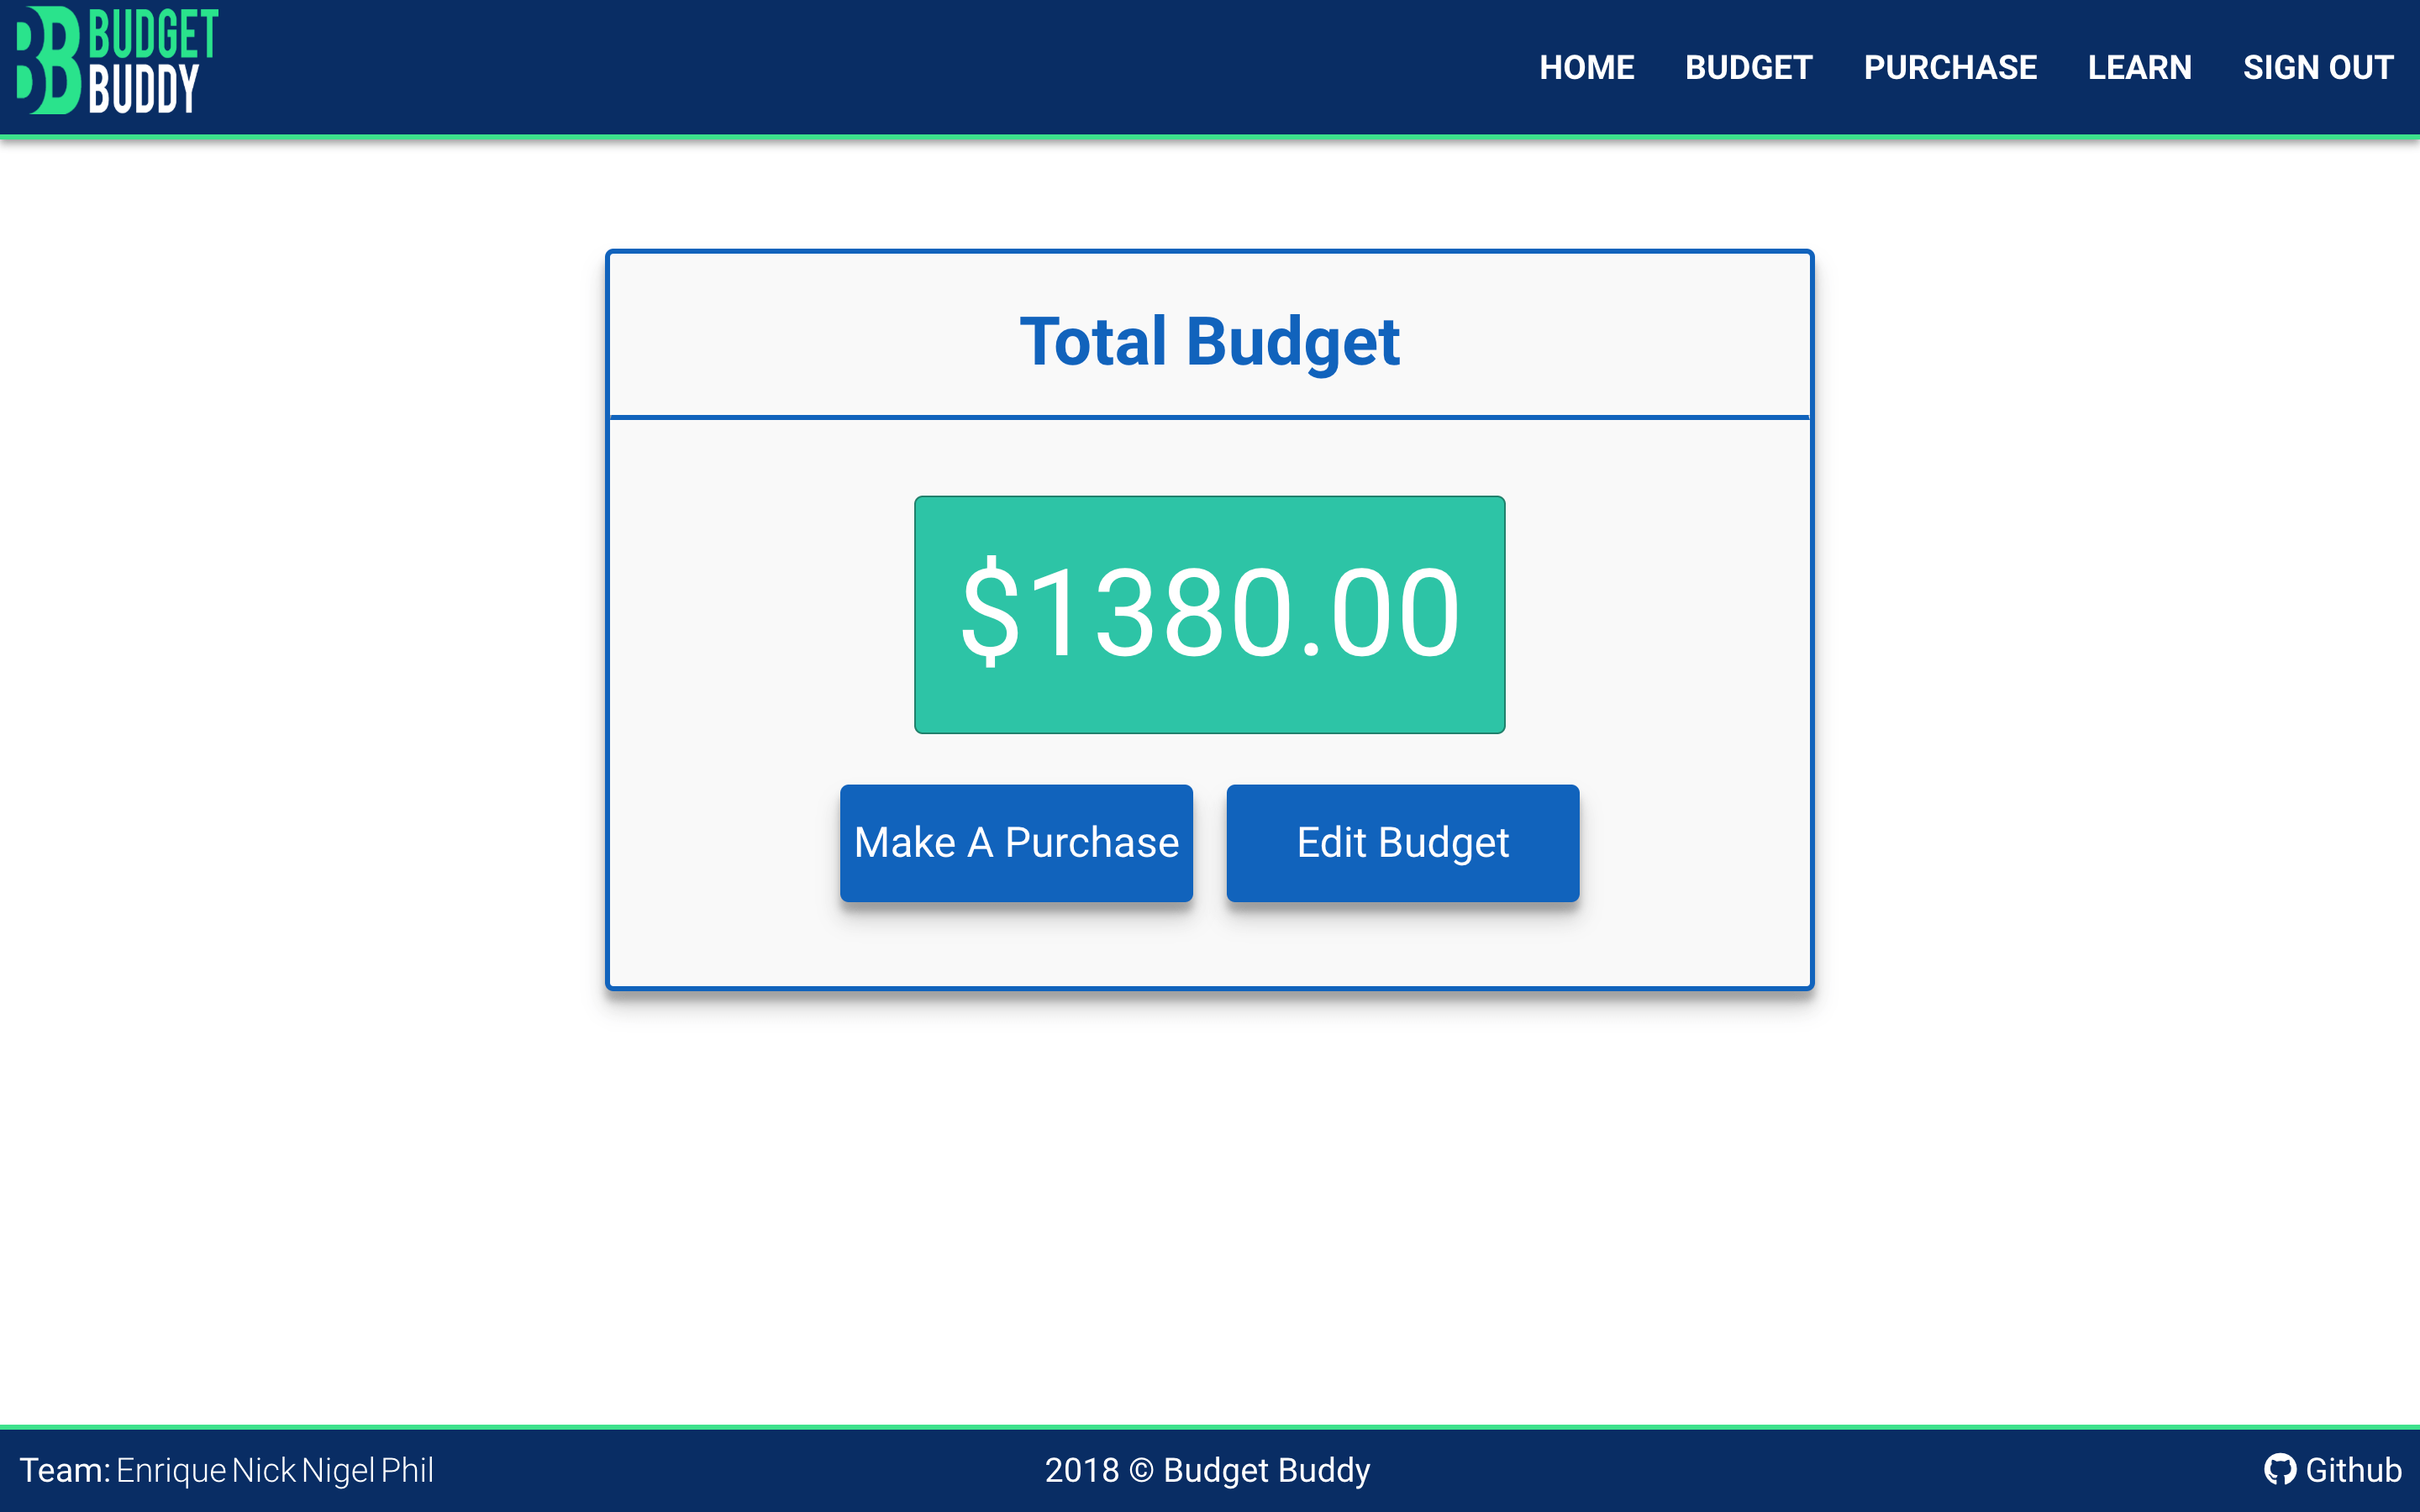 BB BUDGET
BUDDY
HOME BUDGET PURCHASE LEARN SIGN OUT
Total Budget
$1380.00
Make A Purchase Edit Budget
Team: Enrique Nick Nigel Phil 2018 © Budget Buddy Github